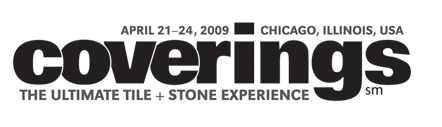 APRIL 21–24, 2009 CHICAGO, ILLINOIS, USA
coverings
THE ULTIMATE TILE + STONE EXPERIENCE sm